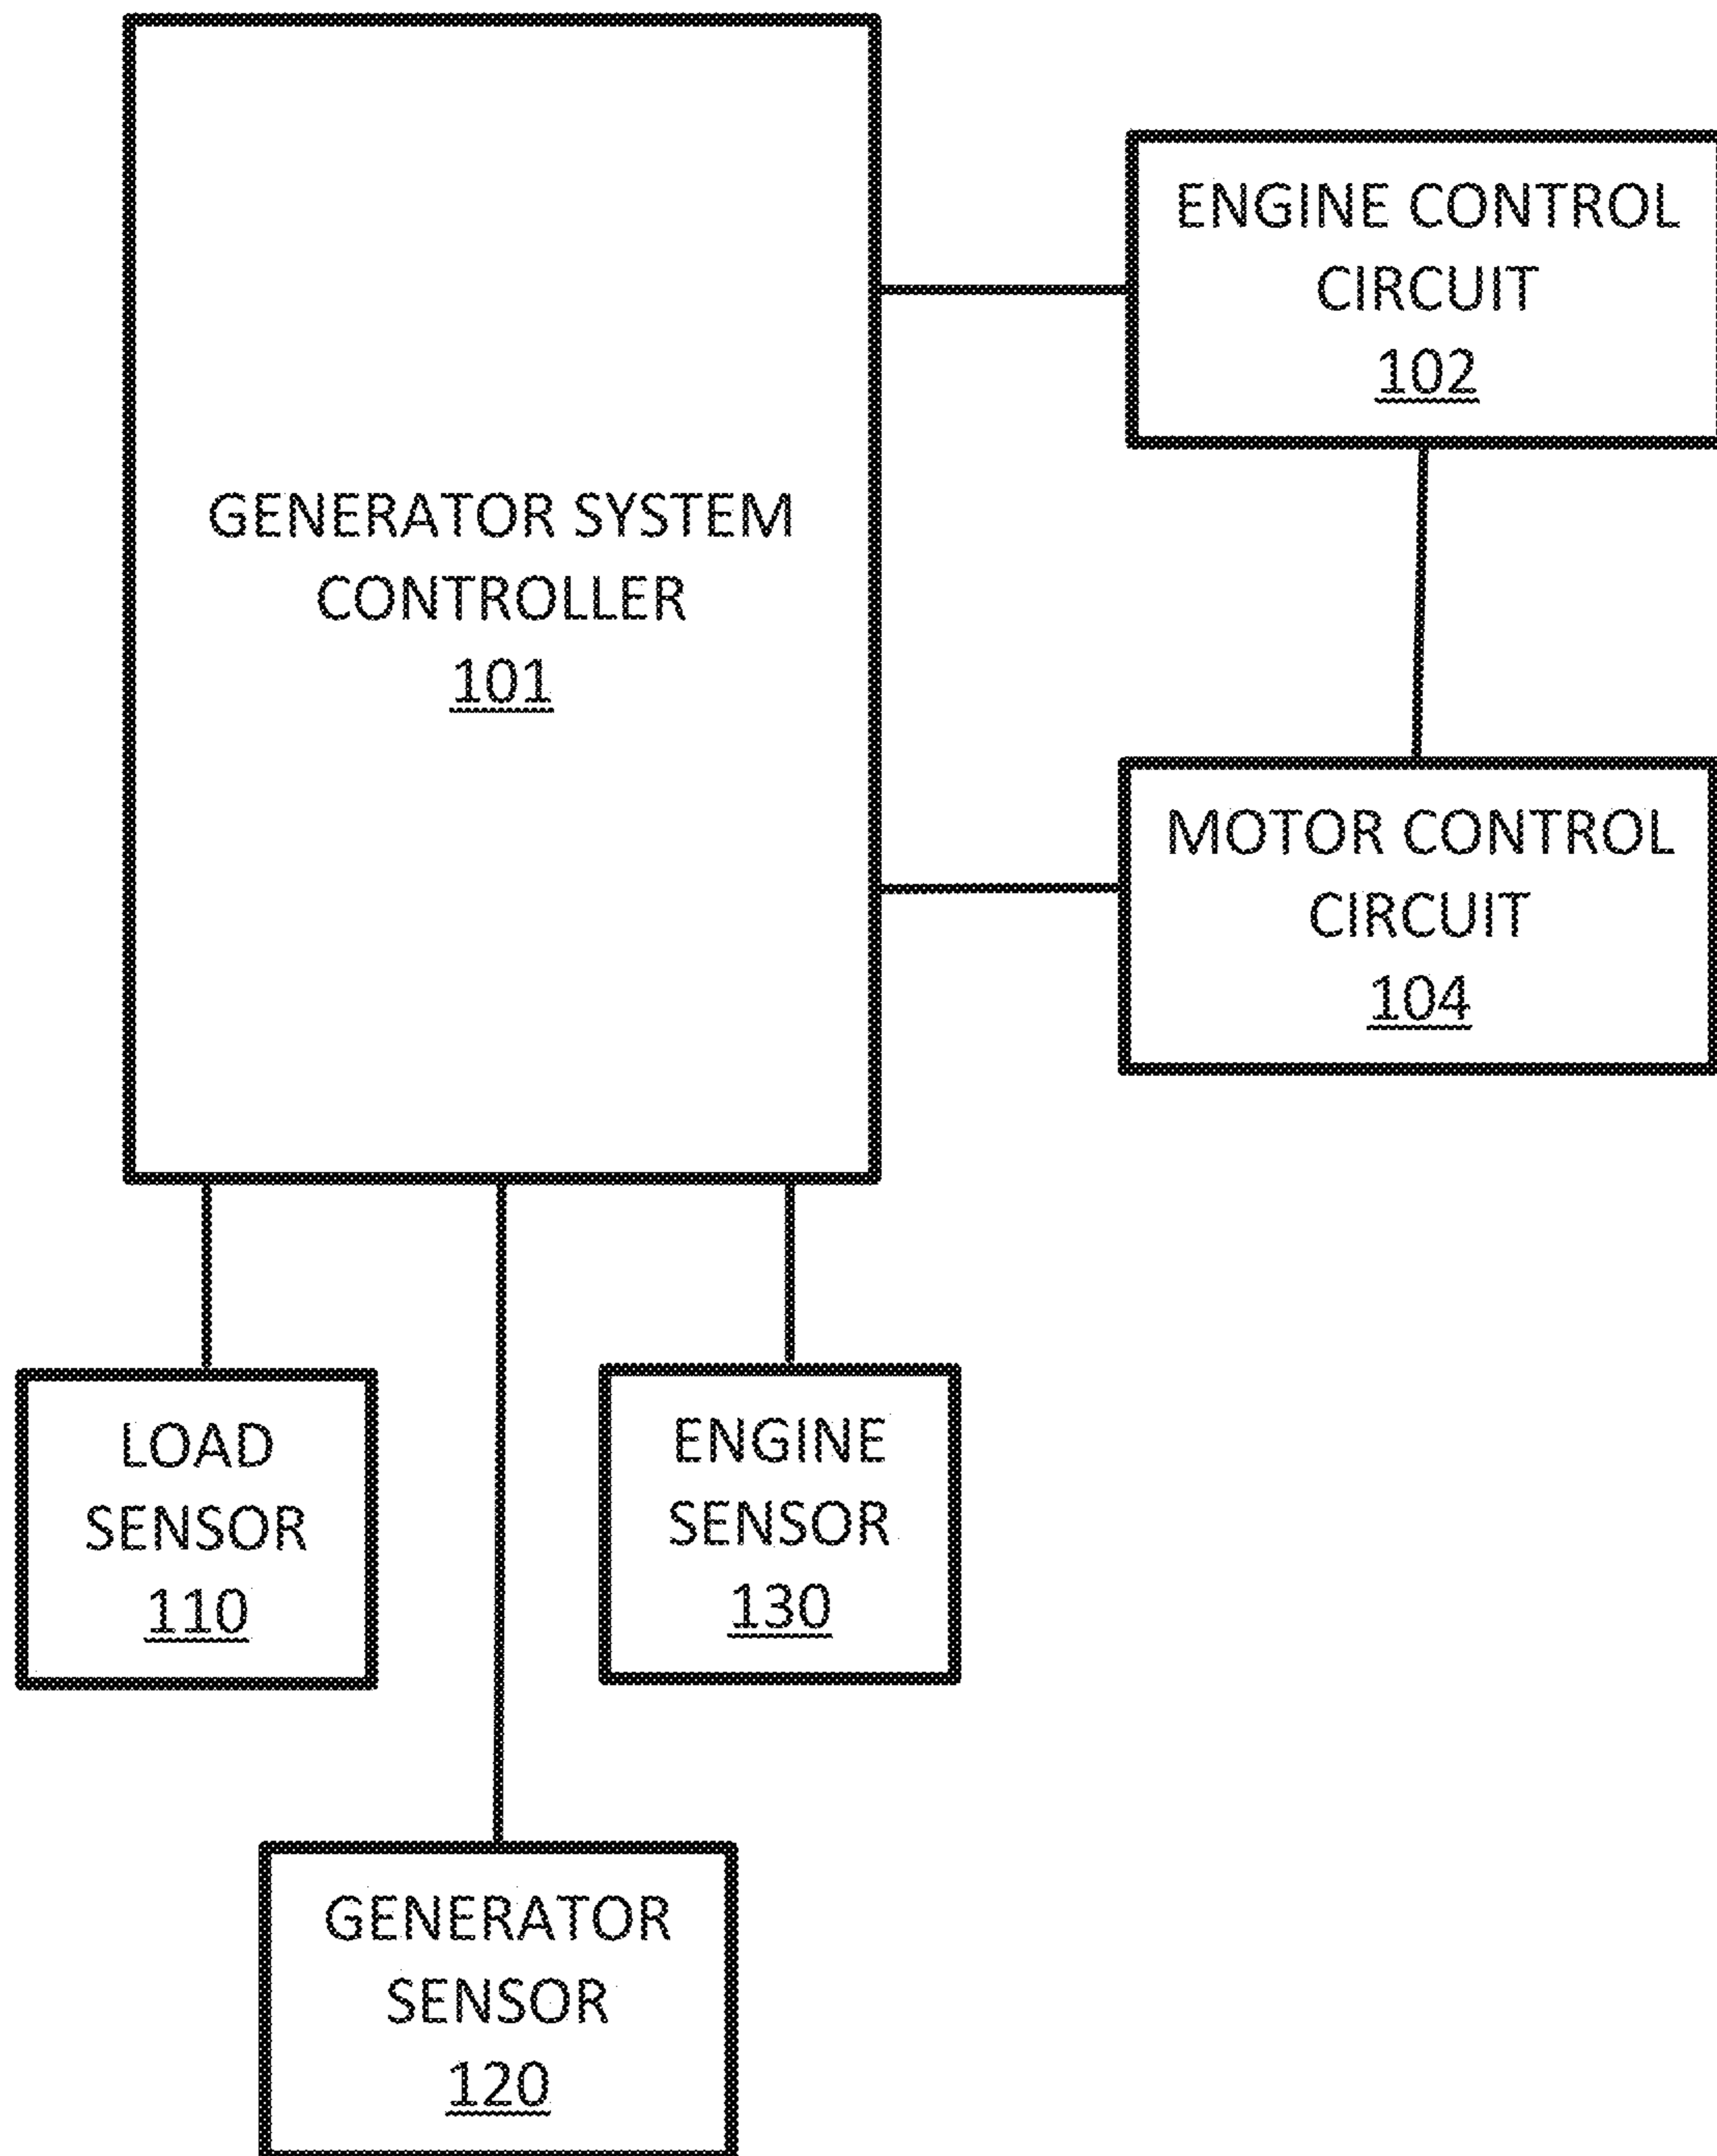 GENERATOR SYSTEM
CONTROLLER
101
ENGINE CONTROL
CIRCUIT
102
MOTOR CONTROL
CIRCUIT
104
LOAD
SENSOR
110
ENGINE
SENSOR
130
GENERATOR
SENSOR
120